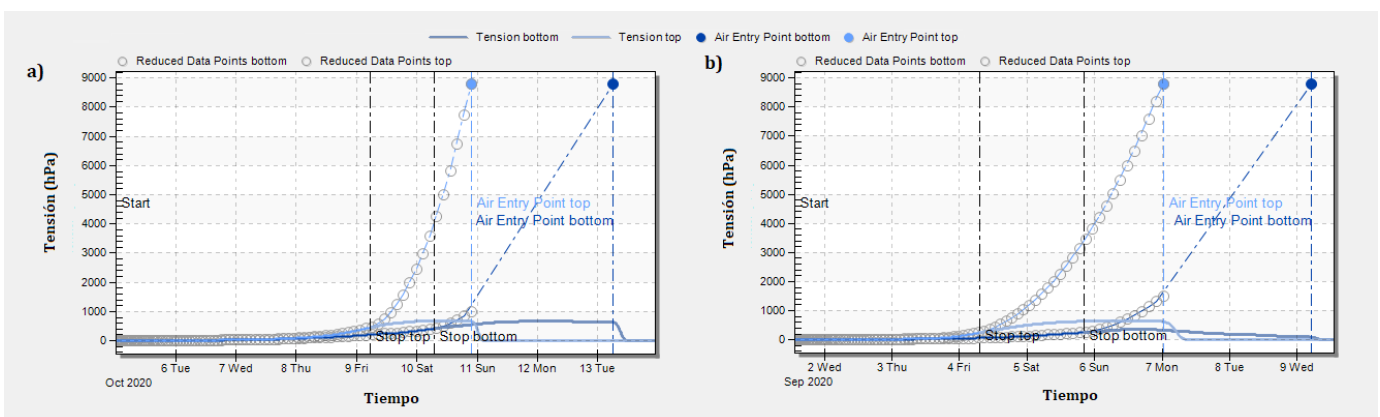 Tension bottom Tension top Air Entry Point bottom Air Entry Point top
a)
Reduced Data Points bottom Reduced Data Points top
9000
8000
7000
6000
5000
4000
3000
2000
1000
0
Tensión (hPa)
Start
Air Entry Point top
Air Entry Point bottom
Stop top Stop bottom
6 Tue 7 Wed 8 Thu 9 Fri 10 Sat 11 Sun 12 Mon 13 Tue
Oct 2020
Tiempo
b)
Reduced Data Points bottom Reduced Data Points top
9000
8000
7000
6000
5000
4000
3000
2000
1000
0
Tensión (hPa)
Start
Air Entry Point top
Air Entry Point bottom
Stop top Stop bottom
2 Wed 3 Thu 4 Fri 5 Sat 6 Sun 7 Mon 8 Tue 9 Wed
Sep 2020
Tiempo